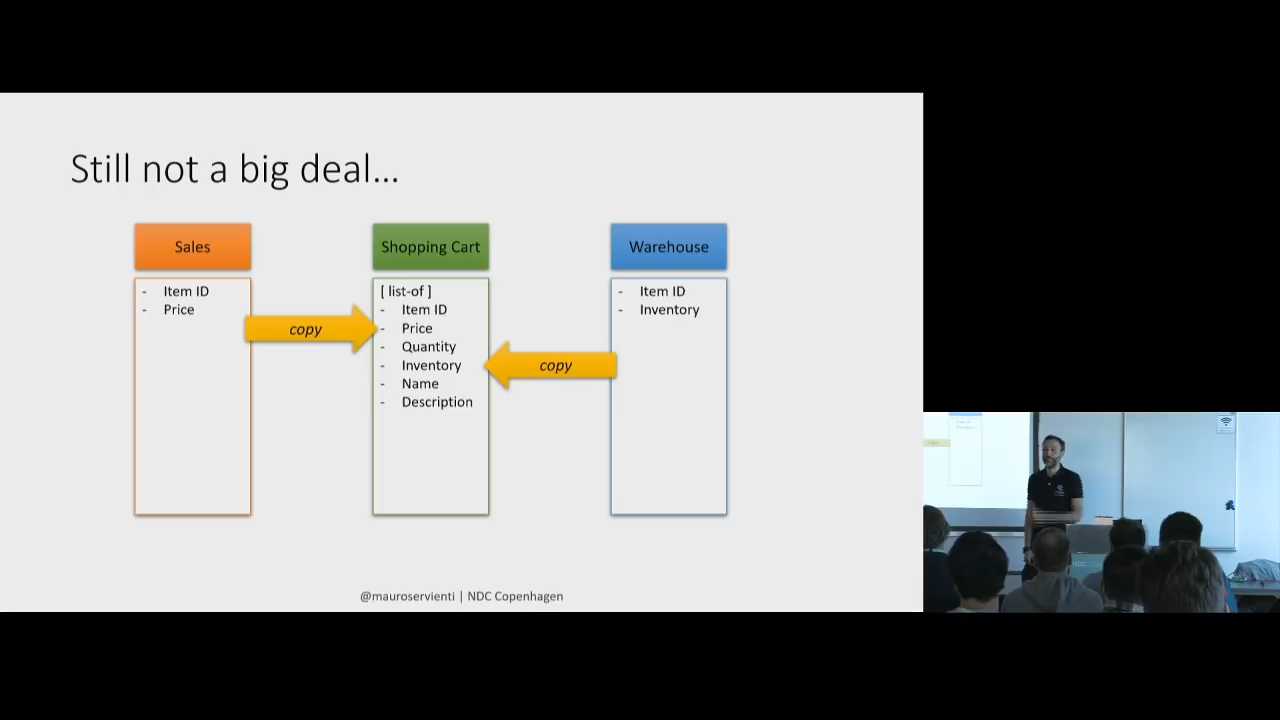 Still not a big deal...
Sales
- Item ID
- Price
copy
Shopping Cart
[ list-of ]
- Item ID
- Price
- Quantity
- Inventory
- Name
- Description
copy
Warehouse
- Item ID
- Inventory
@mauroservienti | NDC Copenhagen